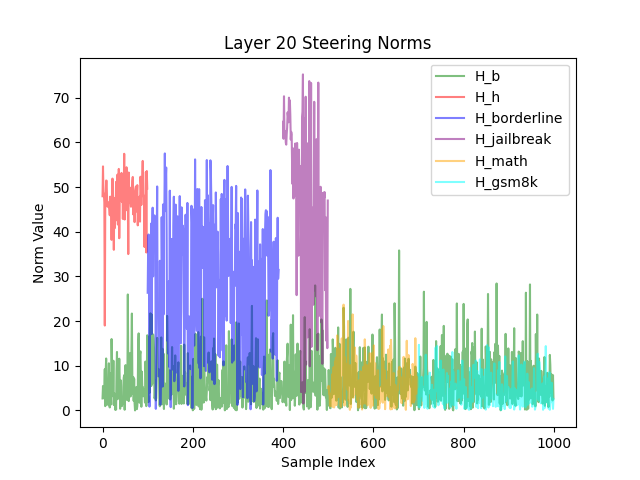 Layer 20 Steering Norms
H_b
H_h
H_borderline
H_jailbreak
H_math
H_gsm8k
Norm Value
70
60
50
40
30
20
10
0
0 200 400 600 800 1000
Sample Index